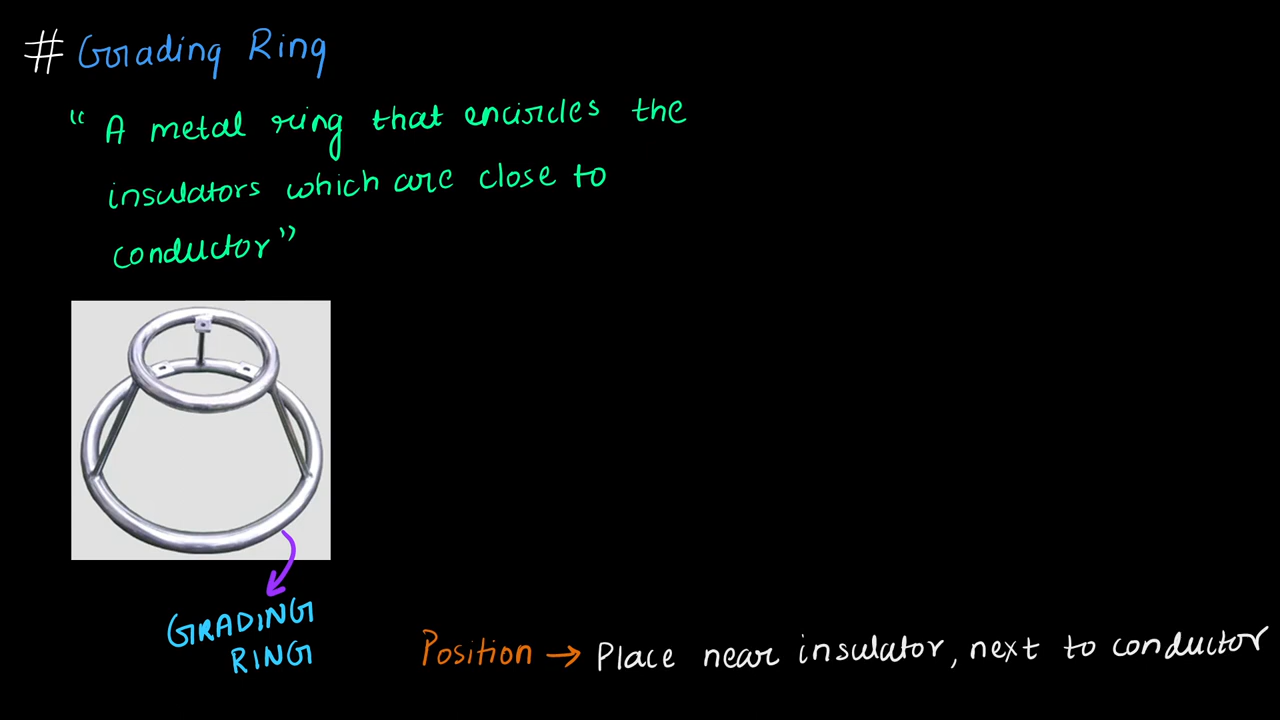 # Grading Ring
“ A metal ring that encircles the
insulators which are close to
conductor”
GRADING
RING
Position → Place near insulator, next to conductor